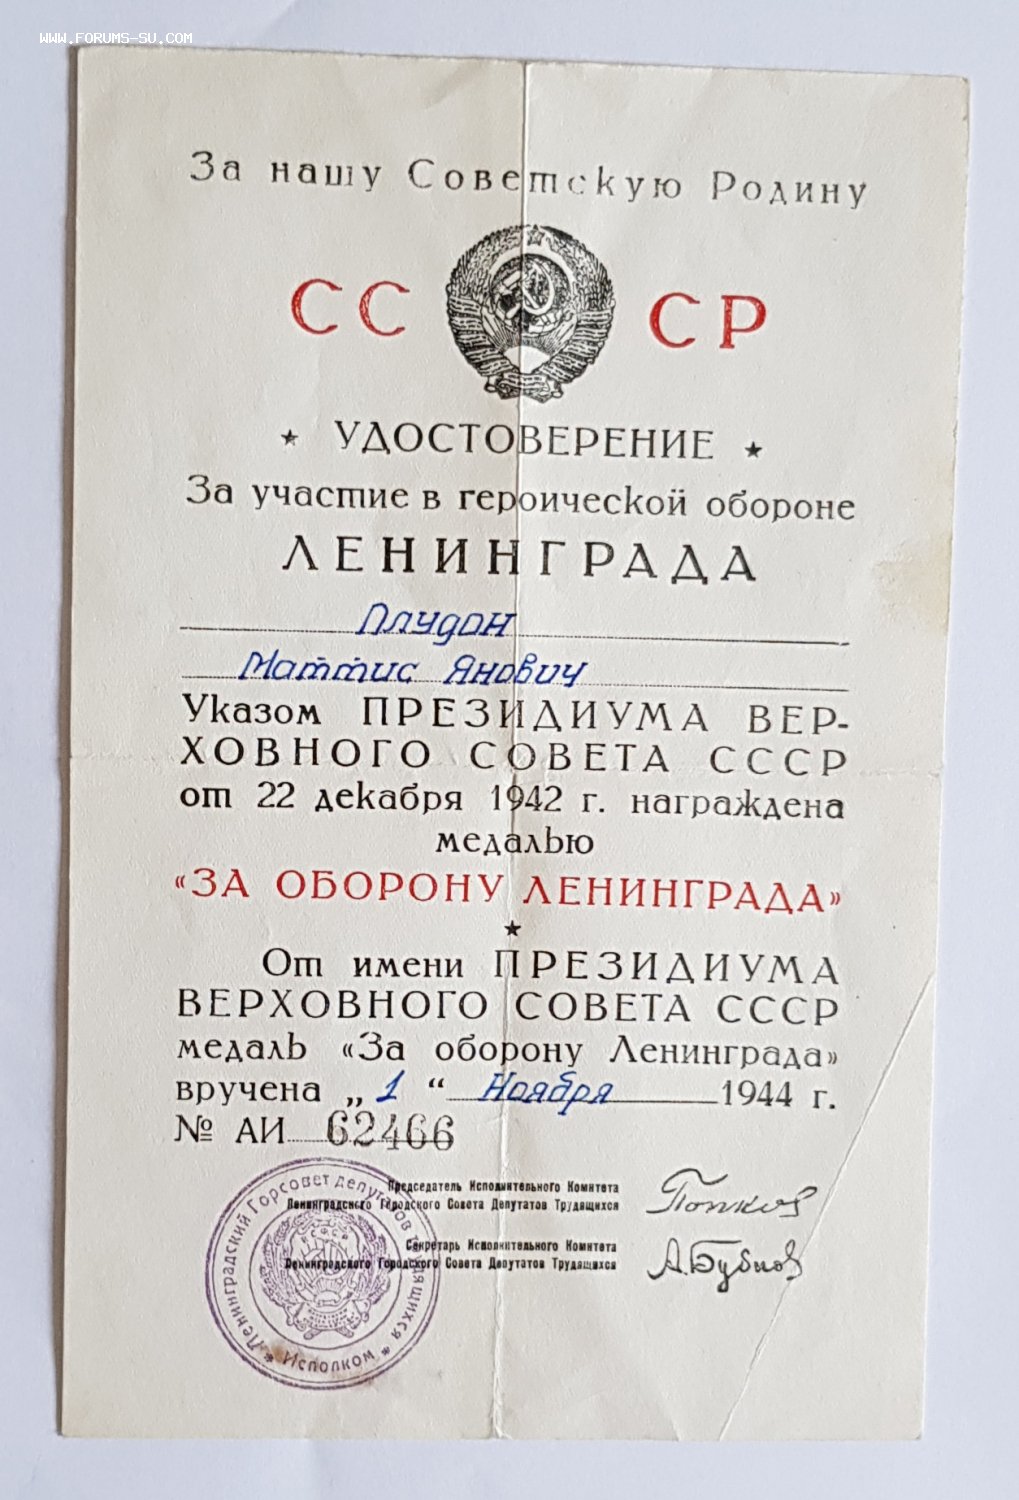 WWW.FORUMS-SU.COM
За нашу Советскую Родину
СС СР
★ УДОСТОВЕРЕНИЕ ★
За участие в героической обороне
ЛЕНИНГРАДА
Плудон
Маттис Янович
Указом ПРЕЗИДИУМА ВЕР-
ХОВНОГО СОВЕТА СССР
от 22 декабря 1942 г. награждена
медалью
«ЗА ОБОРОНУ ЛЕНИНГРАДА»
★
От имени ПРЕЗИДИУМА
ВЕРХОВНОГО СОВЕТА СССР
медаль «За оборону Ленинграда»
вручена „ 1 “ Ноября 1944 г.
№ АИ 62466
Председатель Исполнительного Комитета
Ленинградского Городского Совета Депутатов Трудящихся
Попков
Секретарь Исполнительного Комитета
Ленинградского Городского Совета Депутатов Трудящихся
А.Бубнов
Ленинградский Горсовет депутатов трудящихся
* Исполком *